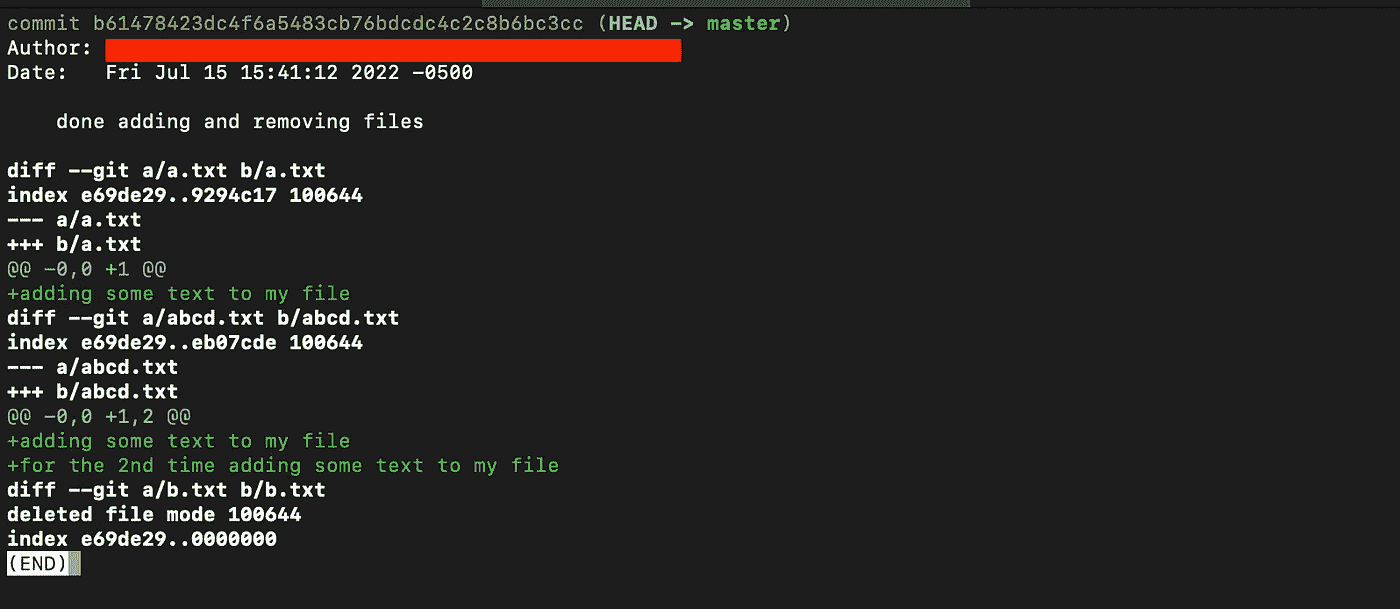 commit b61478423dc4f6a5483cb76bdcdc4c2c8b6bc3cc (HEAD -> master)
Author:
Date:   Fri Jul 15 15:41:12 2022 -0500
    done adding and removing files
diff --git a/a.txt b/a.txt
index e69de29..9294c17 100644
--- a/a.txt
+++ b/a.txt
@@ -0,0 +1 @@
+adding some text to my file
diff --git a/abcd.txt b/abcd.txt
index e69de29..eb07cde 100644
--- a/abcd.txt
+++ b/abcd.txt
@@ -0,0 +1,2 @@
+adding some text to my file
+for the 2nd time adding some text to my file
diff --git a/b.txt b/b.txt
deleted file mode 100644
index e69de29..0000000
(END)